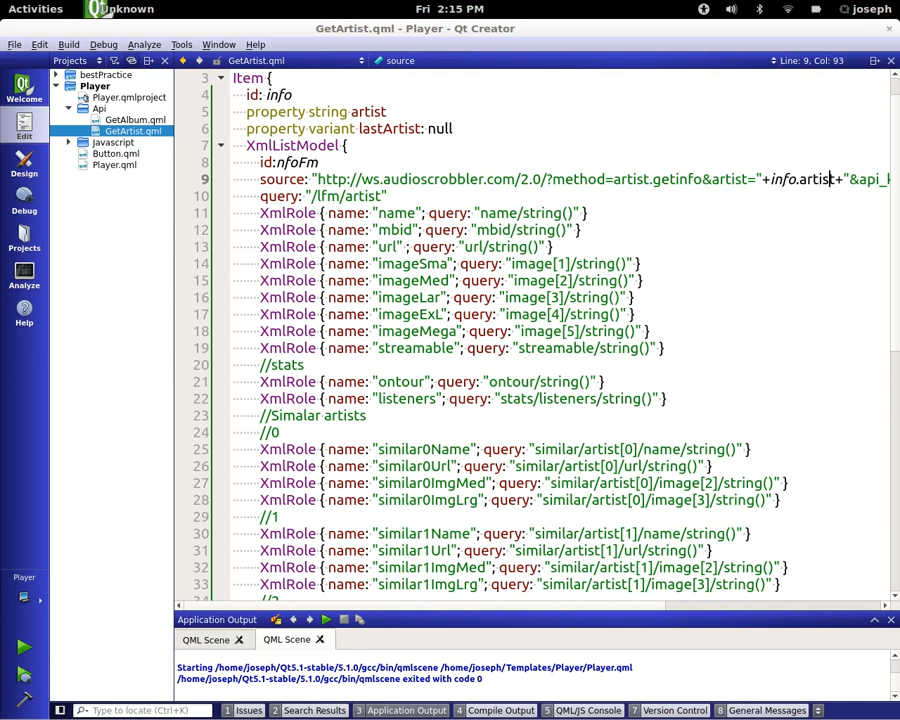 Activities
Unknown
Fri 2:15 PM
joseph
GetArtist.qml - Player - Qt Creator
File Edit Build Debug Analyze Tools Window Help
Projects
GetArtist.qml
source
Line: 9, Col: 93
Welcome
Edit
Design
Debug
Projects
Analyze
Help
Player
bestPractice
Player
Player.qmlproject
Api
GetAlbum.qml
GetArtist.qml
Javascript
Button.qml
Player.qml
3 Item {
4 id: info
5 property string artist
6 property variant lastArtist: null
7 XmlListModel {
8 id:nfoFm
9 source: "http://ws.audioscrobbler.com/2.0/?method=artist.getinfo&artist="+info.artist+"&api_k
10 query: "/lfm/artist"
11 XmlRole { name: "name"; query: "name/string()" }
12 XmlRole { name: "mbid"; query: "mbid/string()" }
13 XmlRole { name: "url" ; query: "url/string()" }
14 XmlRole { name: "imageSma"; query: "image[1]/string()" }
15 XmlRole { name: "imageMed"; query: "image[2]/string()" }
16 XmlRole { name: "imageLar"; query: "image[3]/string()" }
17 XmlRole { name: "imageExL"; query: "image[4]/string()" }
18 XmlRole { name: "imageMega"; query: "image[5]/string()" }
19 XmlRole { name: "streamable"; query: "streamable/string()" }
20 //stats
21 XmlRole { name: "ontour"; query: "ontour/string()" }
22 XmlRole { name: "listeners"; query: "stats/listeners/string()" }
23 //Simalar artists
24 //0
25 XmlRole { name: "similar0Name"; query: "similar/artist[0]/name/string()" }
26 XmlRole { name: "similar0Url"; query: "similar/artist[0]/url/string()" }
27 XmlRole { name: "similar0ImgMed"; query: "similar/artist[0]/image[2]/string()" }
28 XmlRole { name: "similar0ImgLrg"; query: "similar/artist[0]/image[3]/string()" }
29 //1
30 XmlRole { name: "similar1Name"; query: "similar/artist[1]/name/string()" }
31 XmlRole { name: "similar1Url"; query: "similar/artist[1]/url/string()" }
32 XmlRole { name: "similar1ImgMed"; query: "similar/artist[1]/image[2]/string()" }
33 XmlRole { name: "similar1ImgLrg"; query: "similar/artist[1]/image[3]/string()" }
Application Output
QML Scene
QML Scene
Starting /home/joseph/Qt5.1-stable/5.1.0/gcc/bin/qmlscene /home/joseph/Templates/Player/Player.qml
/home/joseph/Qt5.1-stable/5.1.0/gcc/bin/qmlscene exited with code 0
Type to locate (Ctrl+K)
1 Issues
2 Search Results
3 Application Output
4 Compile Output
5 QML/JS Console
7 Version Control
8 General Messages